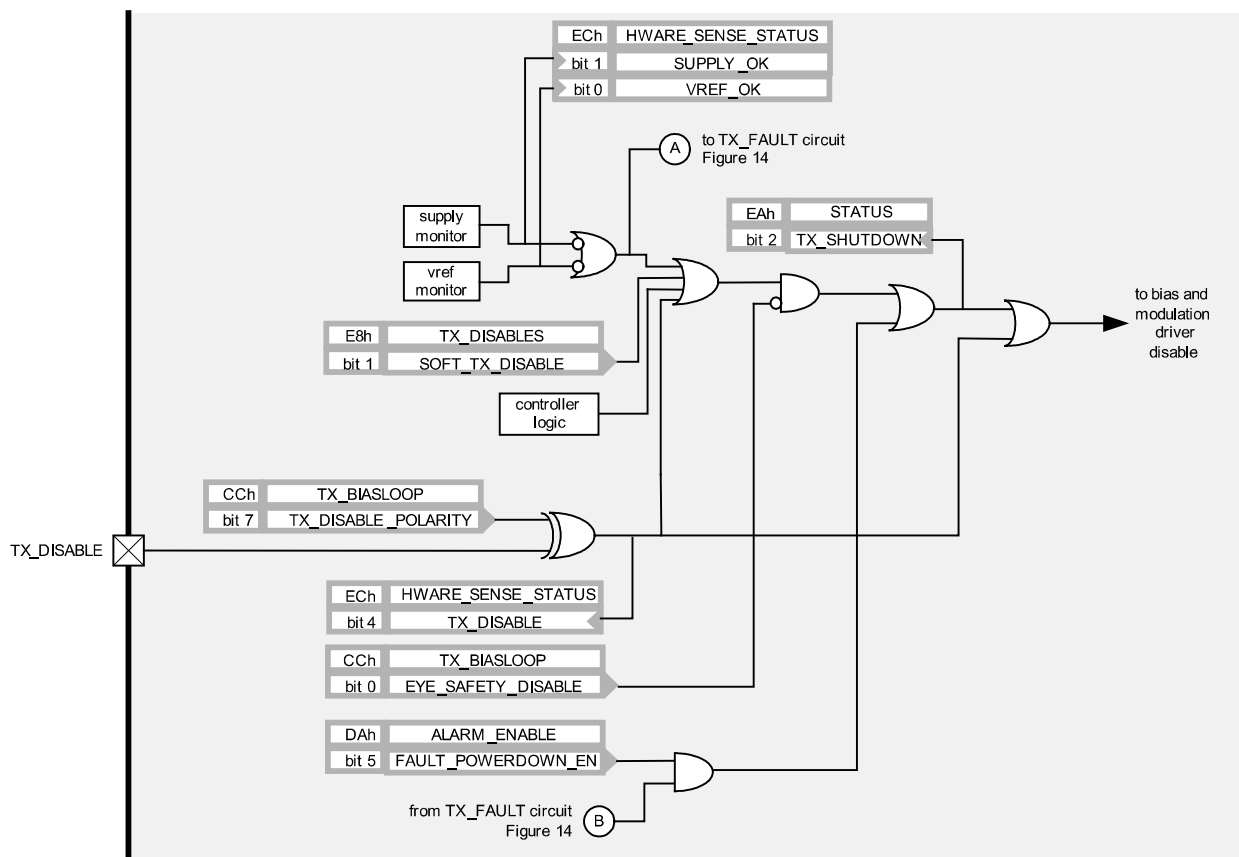 ECh HWARE_SENSE_STATUS
bit 1 SUPPLY_OK
bit 0 VREF_OK
A
to TX_FAULT circuit
Figure 14
supply
monitor
vref
monitor
EAh STATUS
bit 2 TX_SHUTDOWN
to bias and
modulation
driver
disable
E8h TX_DISABLES
bit 1 SOFT_TX_DISABLE
controller
logic
CCh TX_BIASLOOP
bit 7 TX_DISABLE_POLARITY
TX_DISABLE
ECh HWARE_SENSE_STATUS
bit 4 TX_DISABLE
CCh TX_BIASLOOP
bit 0 EYE_SAFETY_DISABLE
DAh ALARM_ENABLE
bit 5 FAULT_POWERDOWN_EN
from TX_FAULT circuit
Figure 14
B